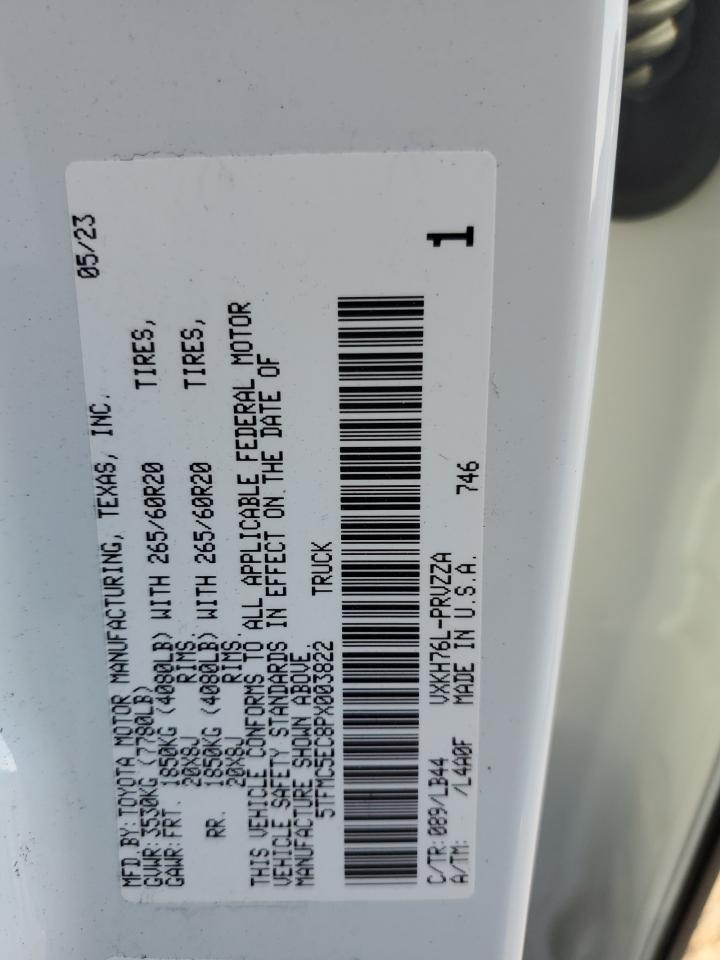 MFD. BY: TOYOTA MOTOR MANUFACTURING, TEXAS, INC. 05/23
GVWR: 3530KG (7780LB)
GAWR: FRT. 1850KG (4080LB) WITH 265/60R20 TIRES,
20X8J RIMS.
RR. 1850KG (4080LB) WITH 265/60R20 TIRES,
20X8J RIMS.
THIS VEHICLE CONFORMS TO ALL APPLICABLE FEDERAL MOTOR
VEHICLE SAFETY STANDARDS IN EFFECT ON THE DATE OF
MANUFACTURE SHOWN ABOVE.
5TFMC5EC8PX003822 TRUCK
C/TR: 089/LB44 VXKH76L-PRVZZA 1
A/TM: /L4A0F MADE IN U.S.A. 746